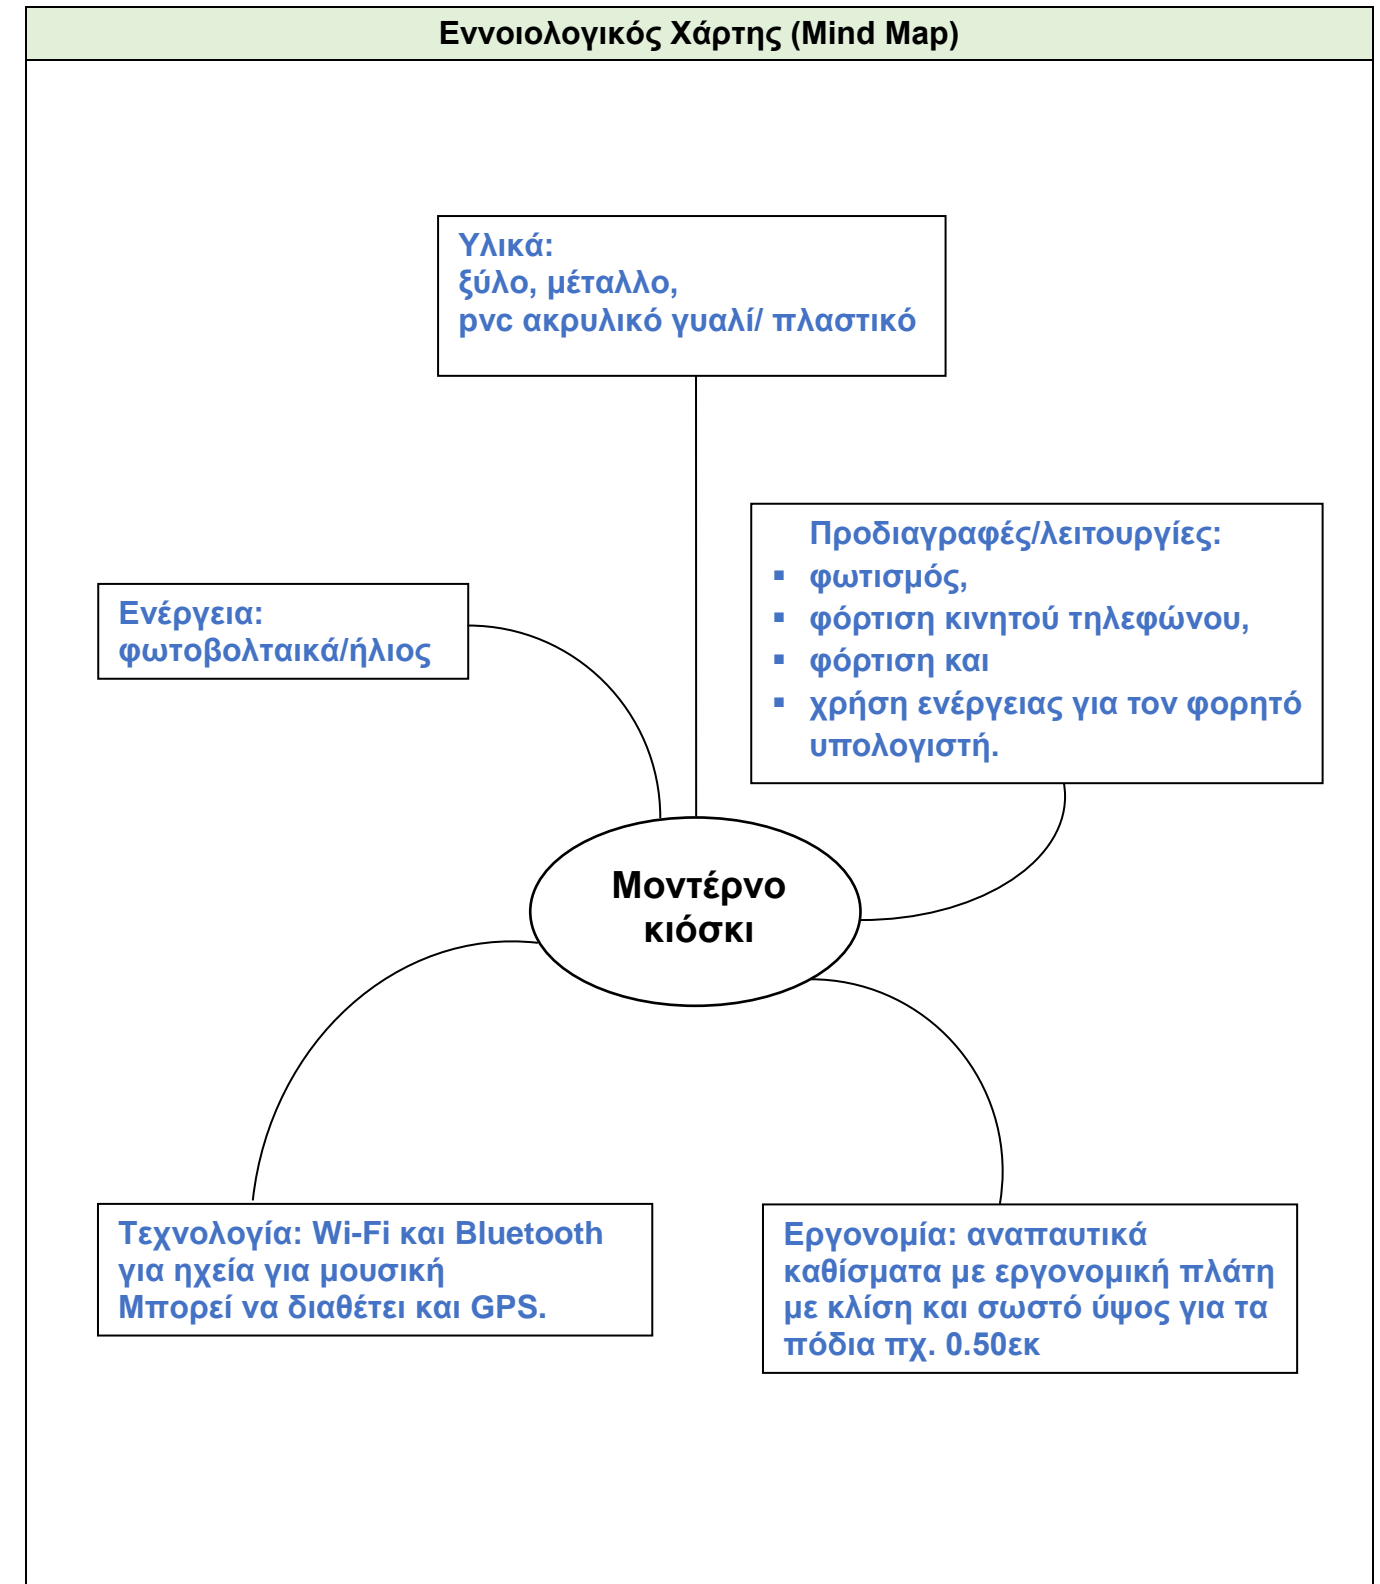 Εννοιολογικός Χάρτης (Mind Map)
Υλικά:
ξύλο, μέταλλο,
pvc ακρυλικό γυαλί/ πλαστικό
Προδιαγραφές/λειτουργίες:
▪ φωτισμός,
▪ φόρτιση κινητού τηλεφώνου,
▪ φόρτιση και
▪ χρήση ενέργειας για τον φορητό
υπολογιστή.
Ενέργεια:
φωτοβολταικά/ήλιος
Μοντέρνο
κιόσκι
Τεχνολογία: Wi-Fi και Bluetooth
για ηχεία για μουσική
Μπορεί να διαθέτει και GPS.
Εργονομία: αναπαυτικά
καθίσματα με εργονομική πλάτη
με κλίση και σωστό ύψος για τα
πόδια πχ. 0.50εκ